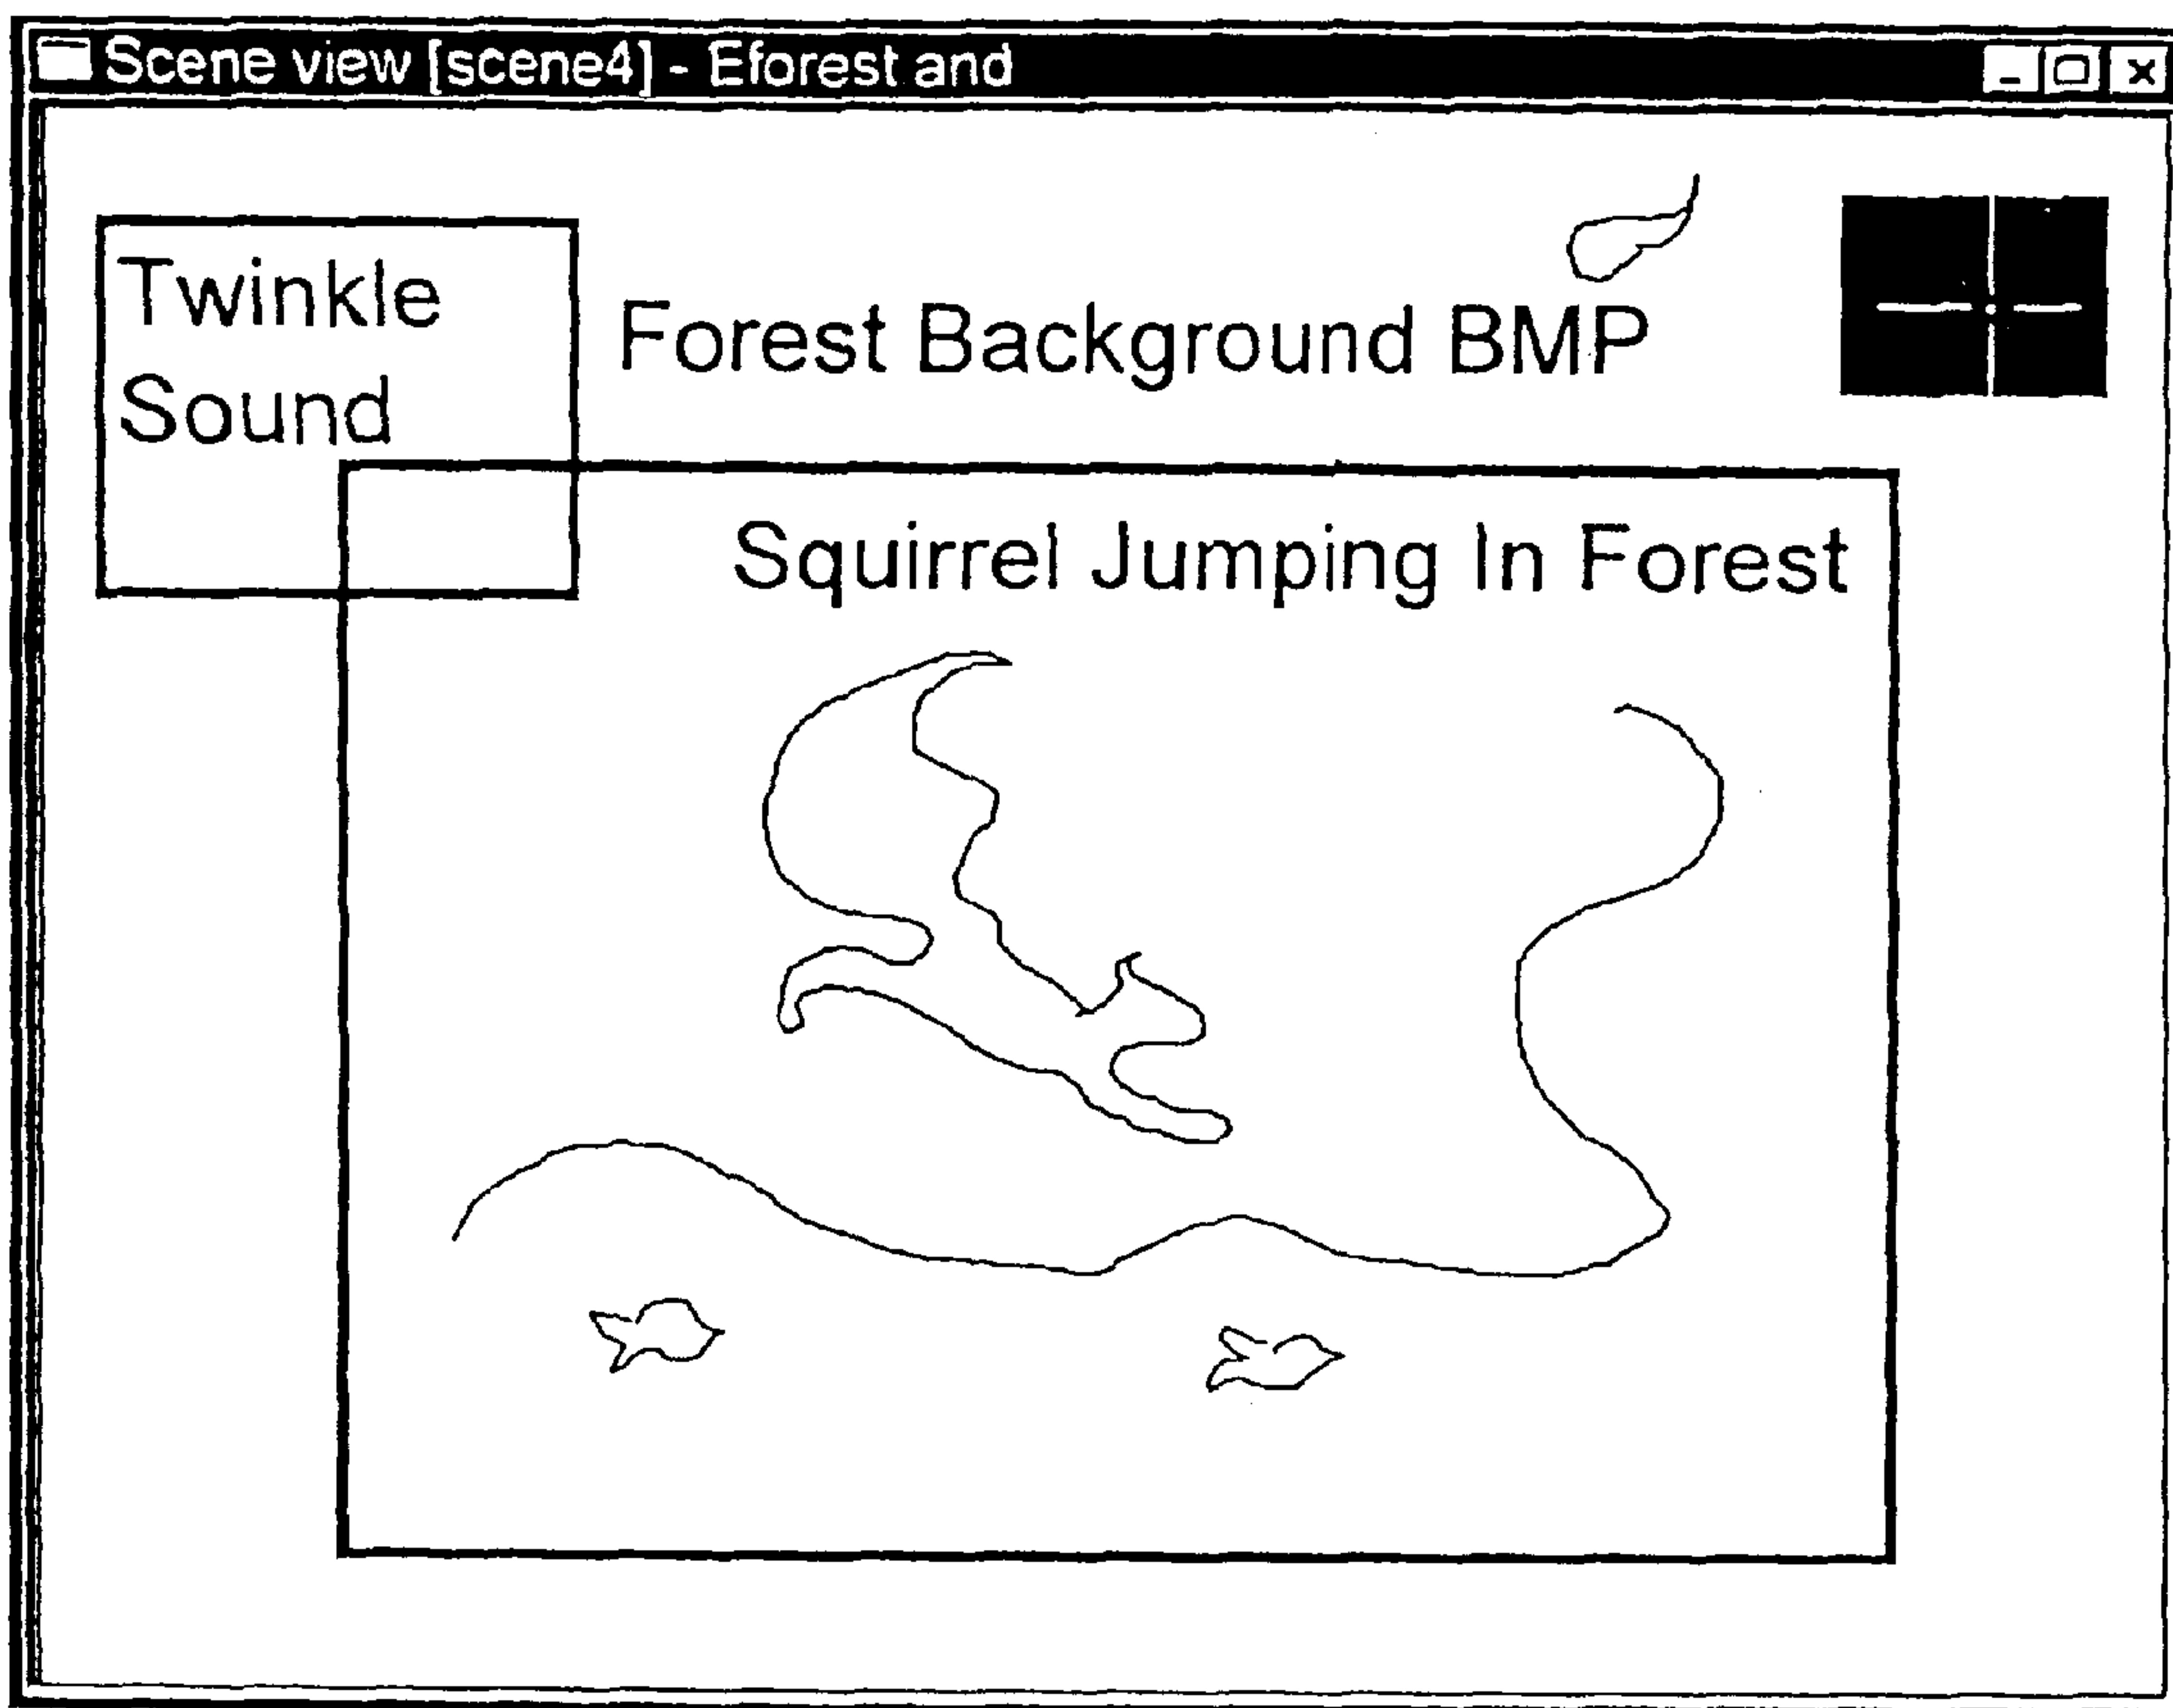 Scene view [scene4] - Eforest and
Twinkle
Sound
Forest Background BMP
Squirrel Jumping In Forest